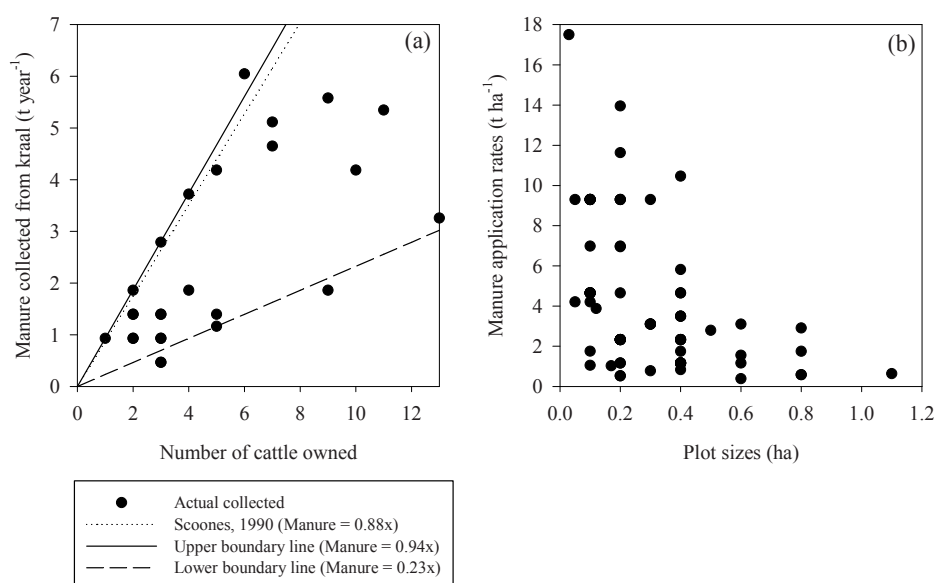 (a)
Manure collected from kraal (t year⁻¹)
7
6
5
4
3
2
1
0
0 2 4 6 8 10 12
Number of cattle owned
(b)
Manure application rates (t ha⁻¹)
18
16
14
12
10
8
6
4
2
0
0.0 0.2 0.4 0.6 0.8 1.0 1.2
Plot sizes (ha)
Actual collected
Scoones, 1990 (Manure = 0.88x)
Upper boundary line (Manure = 0.94x)
Lower boundary line (Manure = 0.23x)